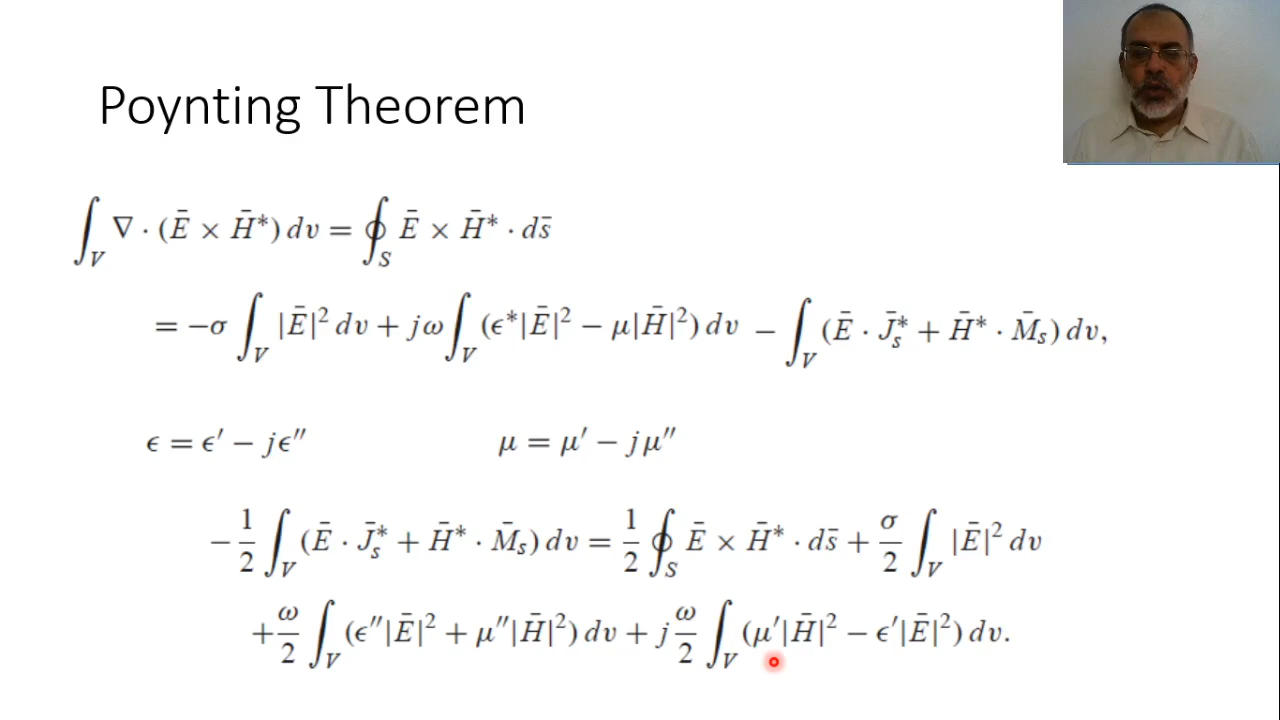 Poynting Theorem
∫_V ∇ · (Ē × H̄*) dv = ∮_S Ē × H̄* · ds̄
= −σ ∫_V |Ē|² dv + jω ∫_V (ϵ*|Ē|² − μ|H̄|²) dv − ∫_V (Ē · J̄_s* + H̄* · M̄_s) dv,
ϵ = ϵ′ − jϵ″ μ = μ′ − jμ″
−1/2 ∫_V (Ē · J̄_s* + H̄* · M̄_s) dv = 1/2 ∮_S Ē × H̄* · ds̄ + σ/2 ∫_V |Ē|² dv
+ω/2 ∫_V (ϵ″|Ē|² + μ″|H̄|²) dv + j ω/2 ∫_V (μ′|H̄|² − ϵ′|Ē|²) dv.